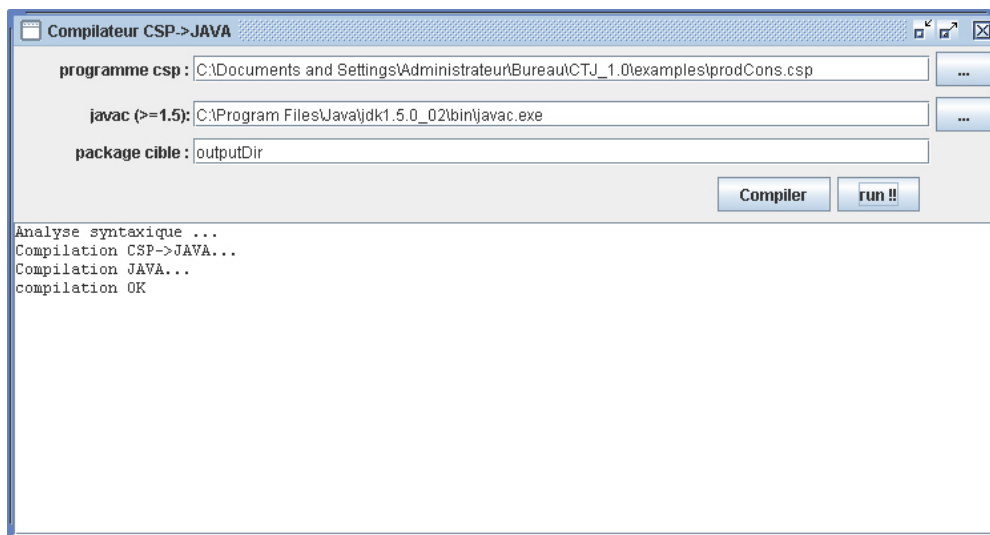 Compilateur CSP->JAVA
programme csp : C:\Documents and Settings\Administrateur\Bureau\CTJ_1.0\examples\prodCons.csp ...
javac (>=1.5): C:\Program Files\Java\jdk1.5.0_02\bin\javac.exe ...
package cible : outputDir
Compiler run !!
Analyse syntaxique ...
Compilation CSP->JAVA...
Compilation JAVA...
compilation OK